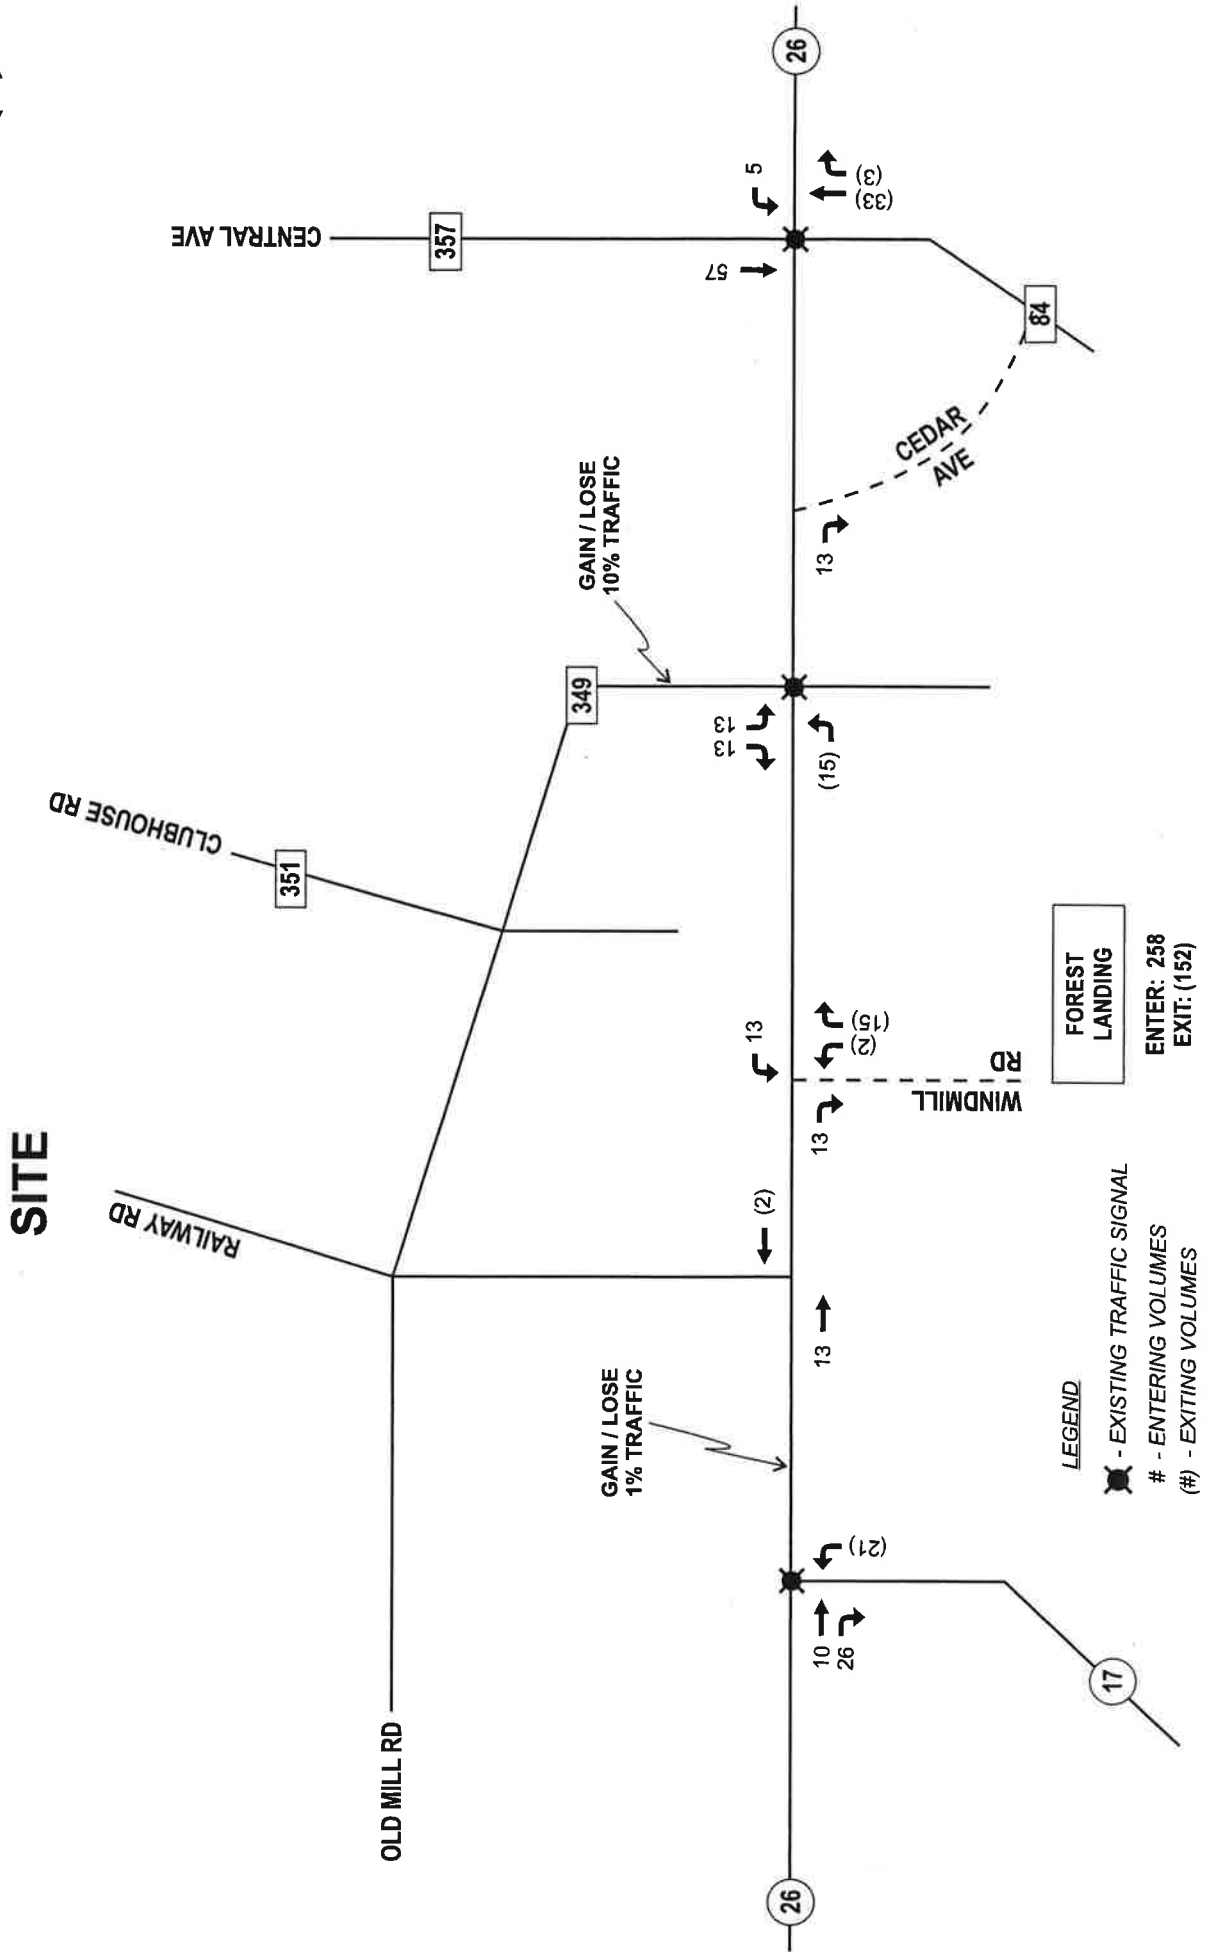 SITE
CENTRAL AVE
357
26
5
57
(33)
(3)
84
CEDAR
AVE
13
GAIN / LOSE
10% TRAFFIC
349
13
13
(15)
CLUBHOUSE RD
351
13
(2)
(15)
13
WINDMILL
RD
FOREST
LANDING
ENTER: 258
EXIT: (152)
RAILWAY RD
(2)
13
GAIN / LOSE
1% TRAFFIC
OLD MILL RD
(21)
10
26
17
26
LEGEND
- EXISTING TRAFFIC SIGNAL
# - ENTERING VOLUMES
(#) - EXITING VOLUMES